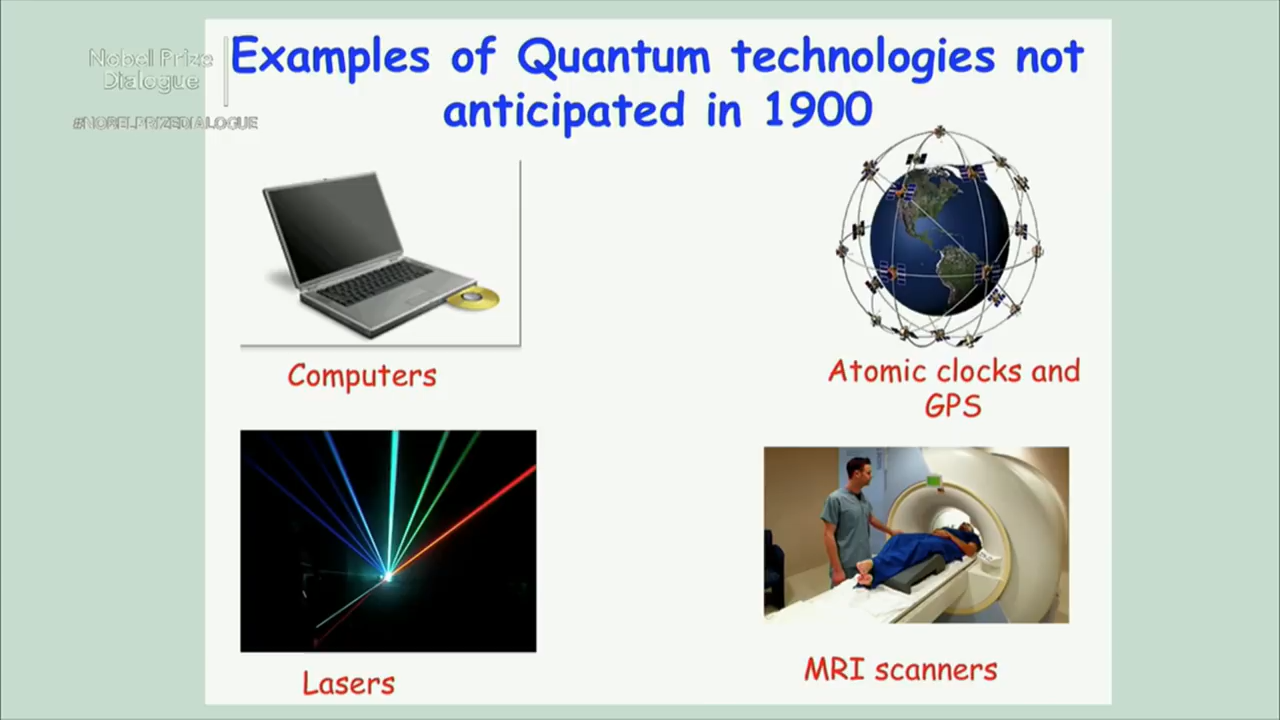 Nobel Prize
Dialogue
#NOBELPRIZEDIALOGUE
Examples of Quantum technologies not
anticipated in 1900
Computers
Atomic clocks and
GPS
Lasers
MRI scanners